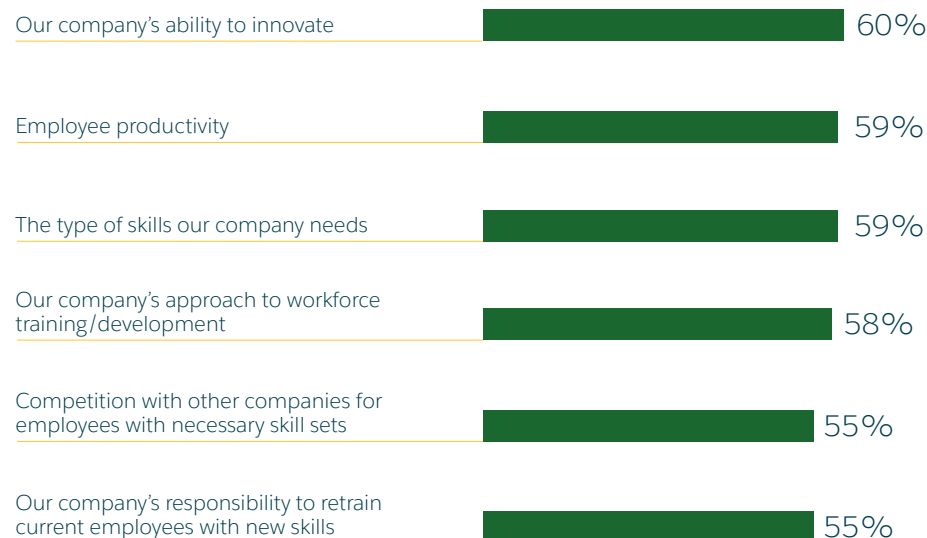 Our company’s ability to innovate 60%
Employee productivity 59%
The type of skills our company needs 59%
Our company’s approach to workforce
training/development 58%
Competition with other companies for
employees with necessary skill sets 55%
Our company’s responsibility to retrain
current employees with new skills 55%